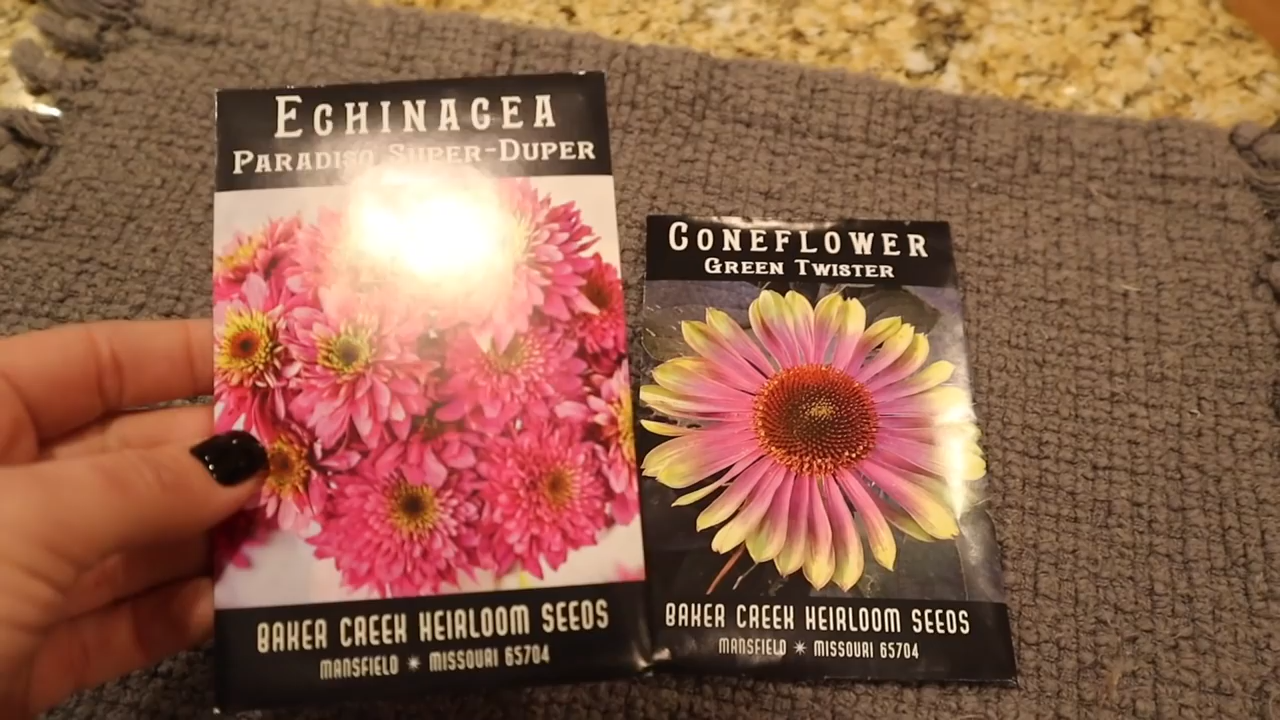 ECHINACEA
PARADISO SUPER-DUPER
BAKER CREEK HEIRLOOM SEEDS
MANSFIELD ✴ MISSOURI 65704
CONEFLOWER
GREEN TWISTER
BAKER CREEK HEIRLOOM SEEDS
MANSFIELD ✴ MISSOURI 65704